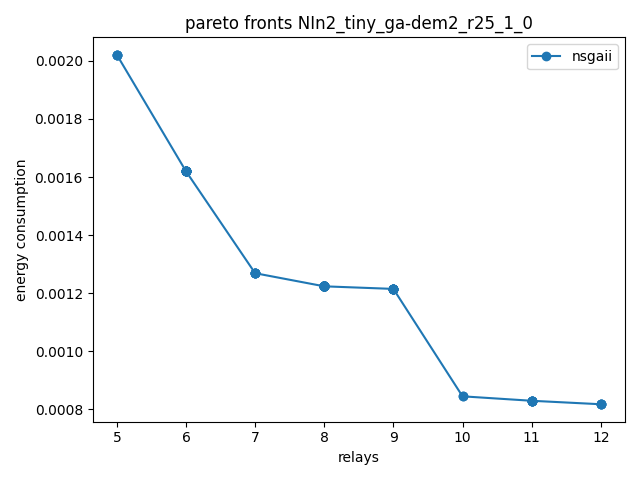 pareto fronts NIn2_tiny_ga-dem2_r25_1_0
nsgaii
0.0020
0.0018
0.0016
0.0014
0.0012
0.0010
0.0008
energy consumption
5 6 7 8 9 10 11 12
relays